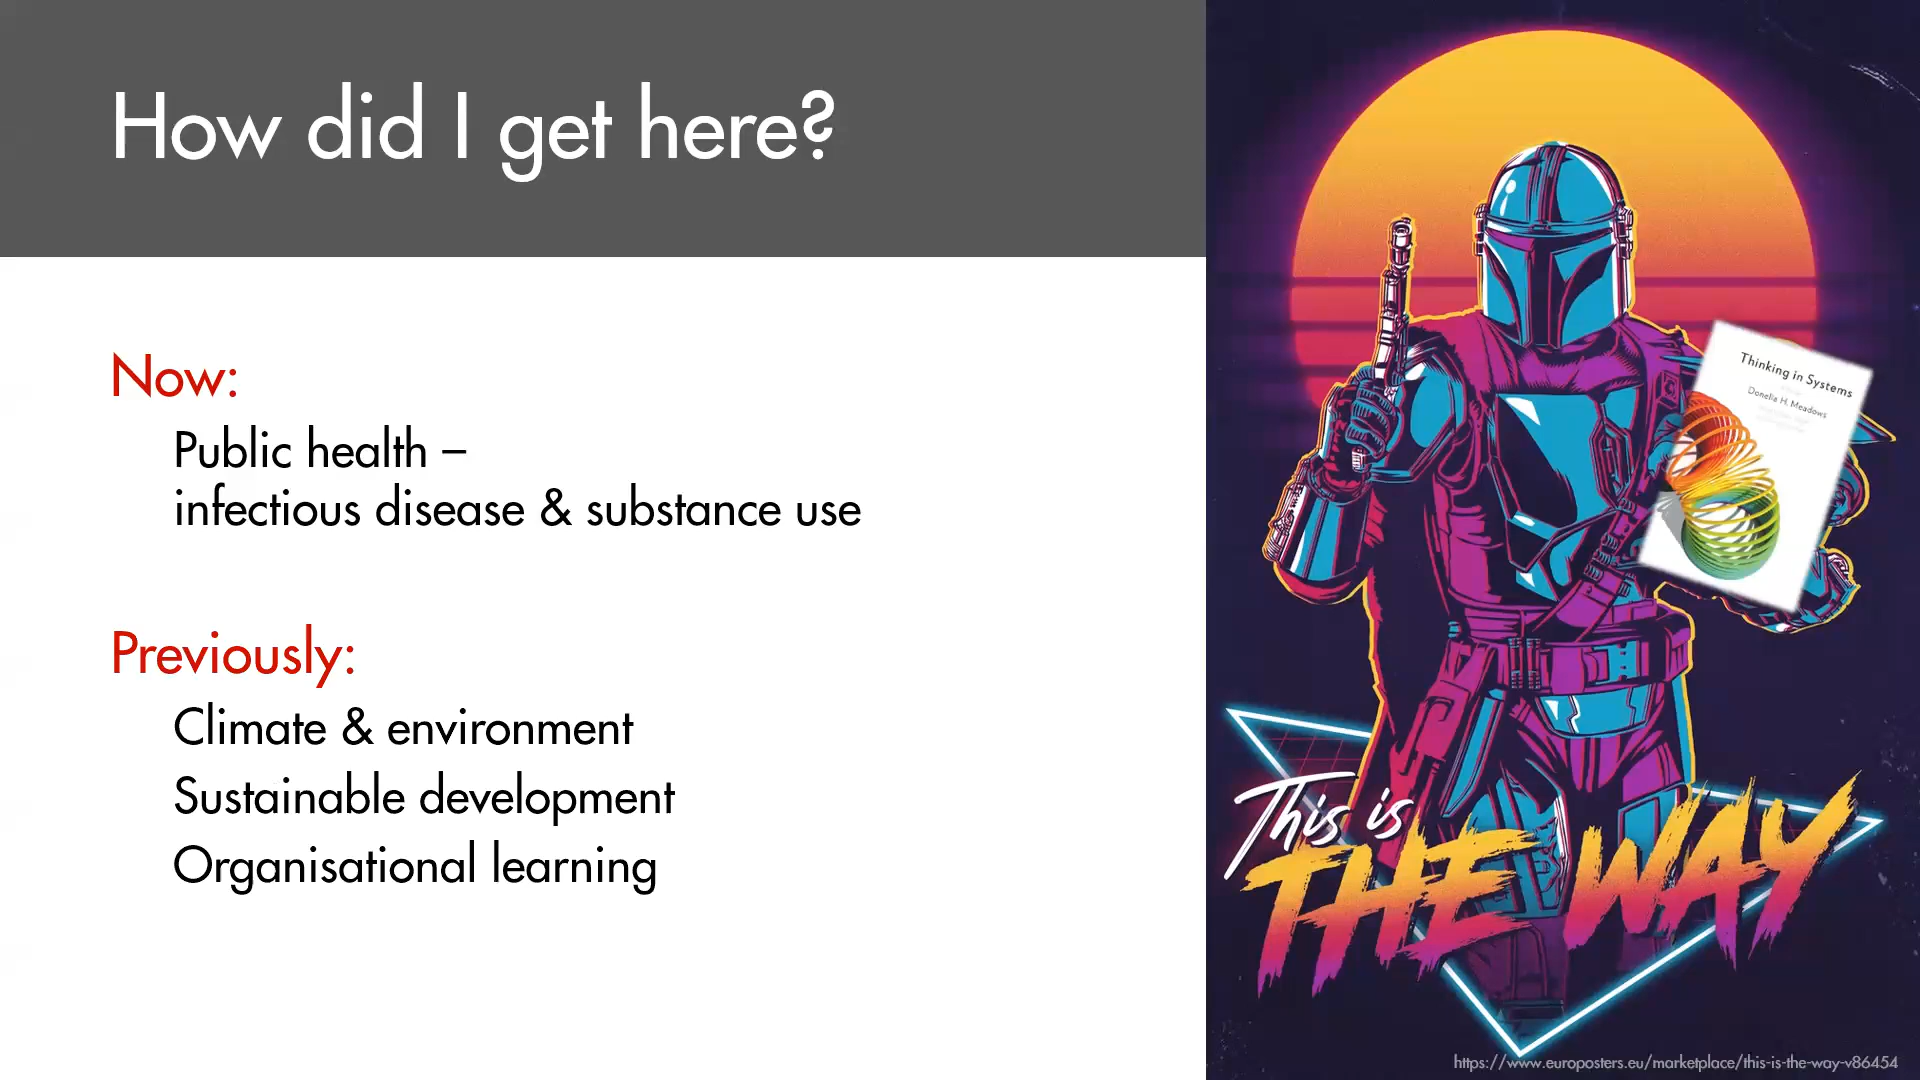 How did I get here?
Now:
Public health –
infectious disease & substance use
Previously:
Climate & environment
Sustainable development
Organisational learning
Thinking in Systems
Donella H. Meadows
This is
THE WAY
https://www.europosters.eu/marketplace/this-is-the-way-v86454